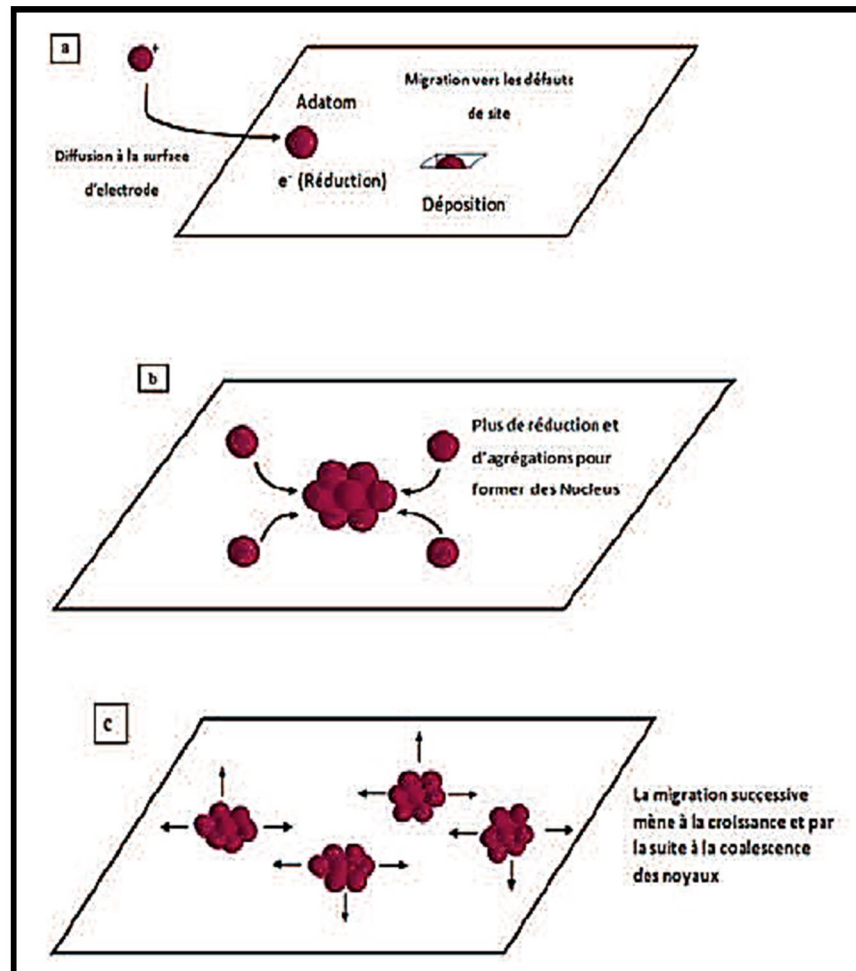 a
+
Adatom
Migration vers les défauts
de site
Diffusion à la surface
d'electrode
e⁻ (Réduction)
Déposition
b
Plus de réduction et
d'agrégations pour
former des Nucleus
c
La migration successive
mène à la croissance et par
la suite à la coalescence
des noyaux